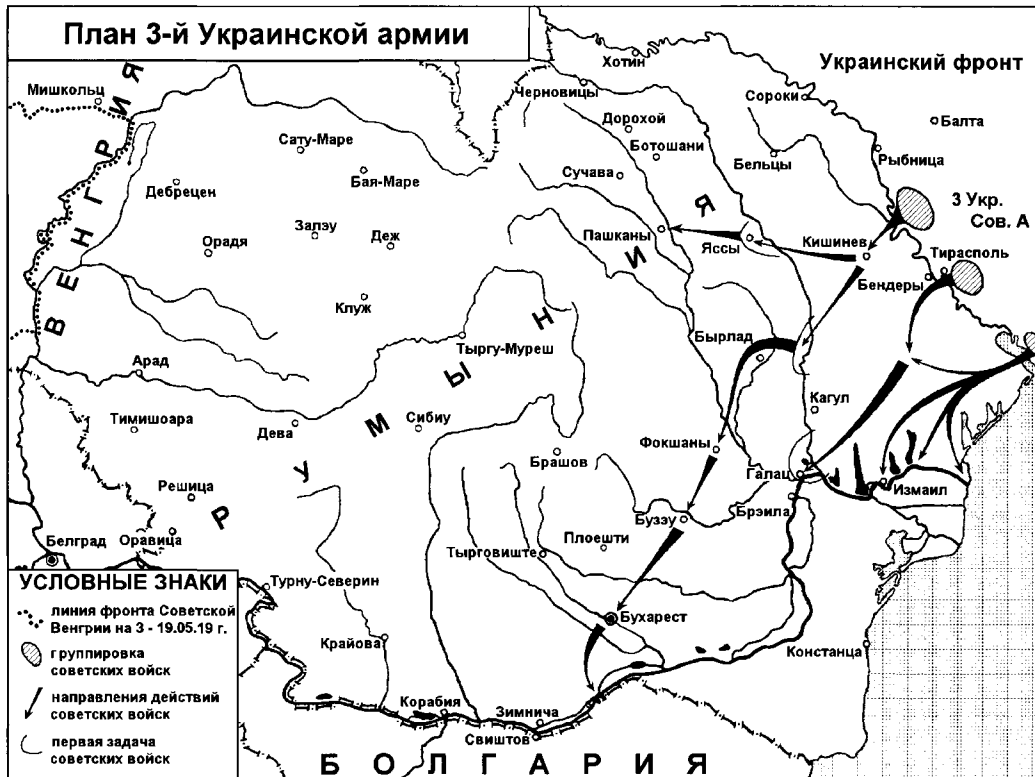 План 3-й Украинской армии
Украинский фронт
Хотин
Мишкольц
Черновицы
Сороки
Балта
Дорохой
Ботошани
Бельцы
Рыбница
Сату-Маре
Бая-Маре
Сучава
Дебрецен
3 Укр.
Сов. А
Залэу
Деж
Орадя
Пашканы
Яссы
Кишинев
Тирасполь
Бендеры
Клуж
Тыргу-Муреш
Бырлад
Арад
Кагул
Тимишоара
Дева
Сибиу
Фокшаны
Брашов
Галац
Измаил
Решица
Брэила
Бузэу
Оравица
Плоешти
Белград
Тырговиште
Турну-Северин
Бухарест
Крайова
Констанца
Корабия
Зимнича
Свиштов
ВЕНГРИЯ
РУМЫНИЯ
БОЛГАРИЯ
УСЛОВНЫЕ ЗНАКИ
линия фронта Советской
Венгрии на 3 - 19.05.19 г.
группировка
советских войск
направления действий
советских войск
первая задача
советских войск